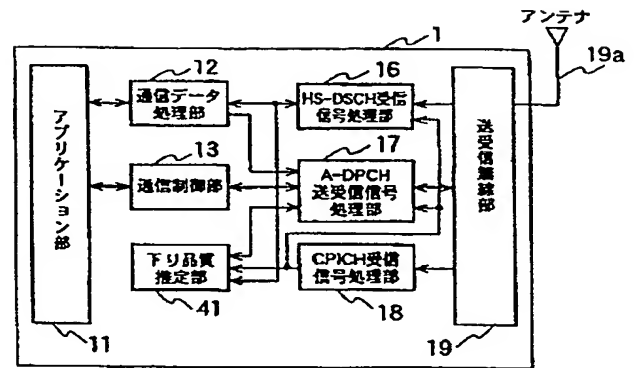 アンテナ
1
19a
12
通信データ
処理部
16
HS-DSCH受信
信号処理部
13
通信制御部
17
A-DPCH
送受信信号
処理部
下り品質
推定部
41
CPICH受信
信号処理部
18
アプリケーション部
11
送受信無線部
19